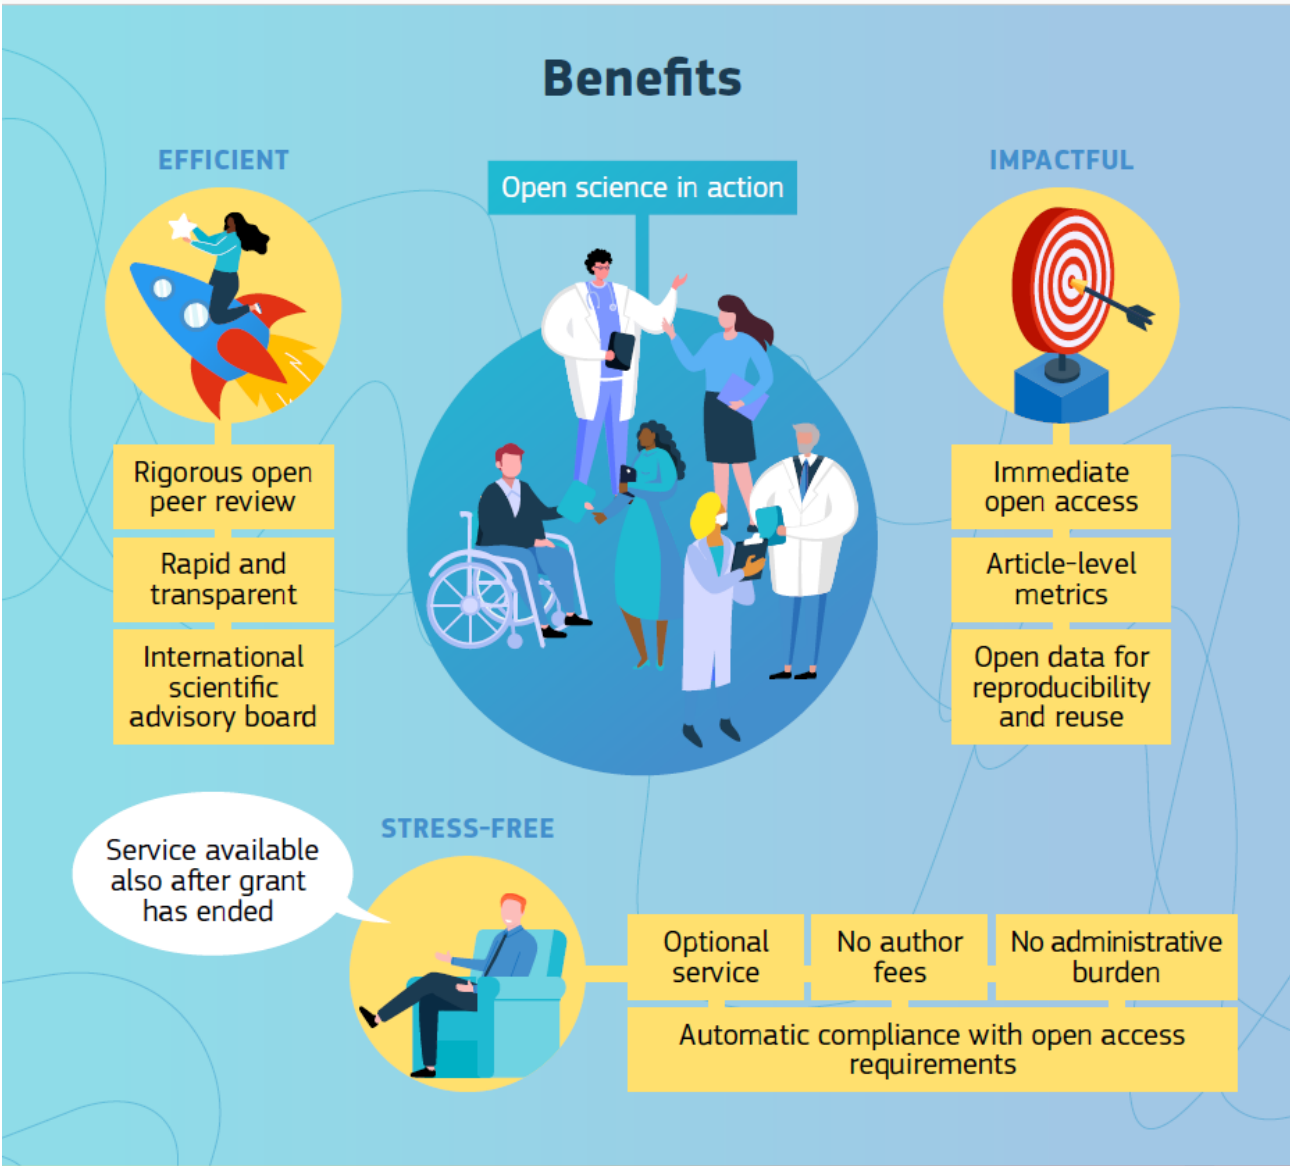 Benefits
EFFICIENT
Rigorous open
peer review
Rapid and
transparent
International
scientific
advisory board
Open science in action
IMPACTFUL
Immediate
open access
Article-level
metrics
Open data for
reproducibility
and reuse
Service available
also after grant
has ended
STRESS-FREE
Optional
service
No author
fees
No administrative
burden
Automatic compliance with open access
requirements